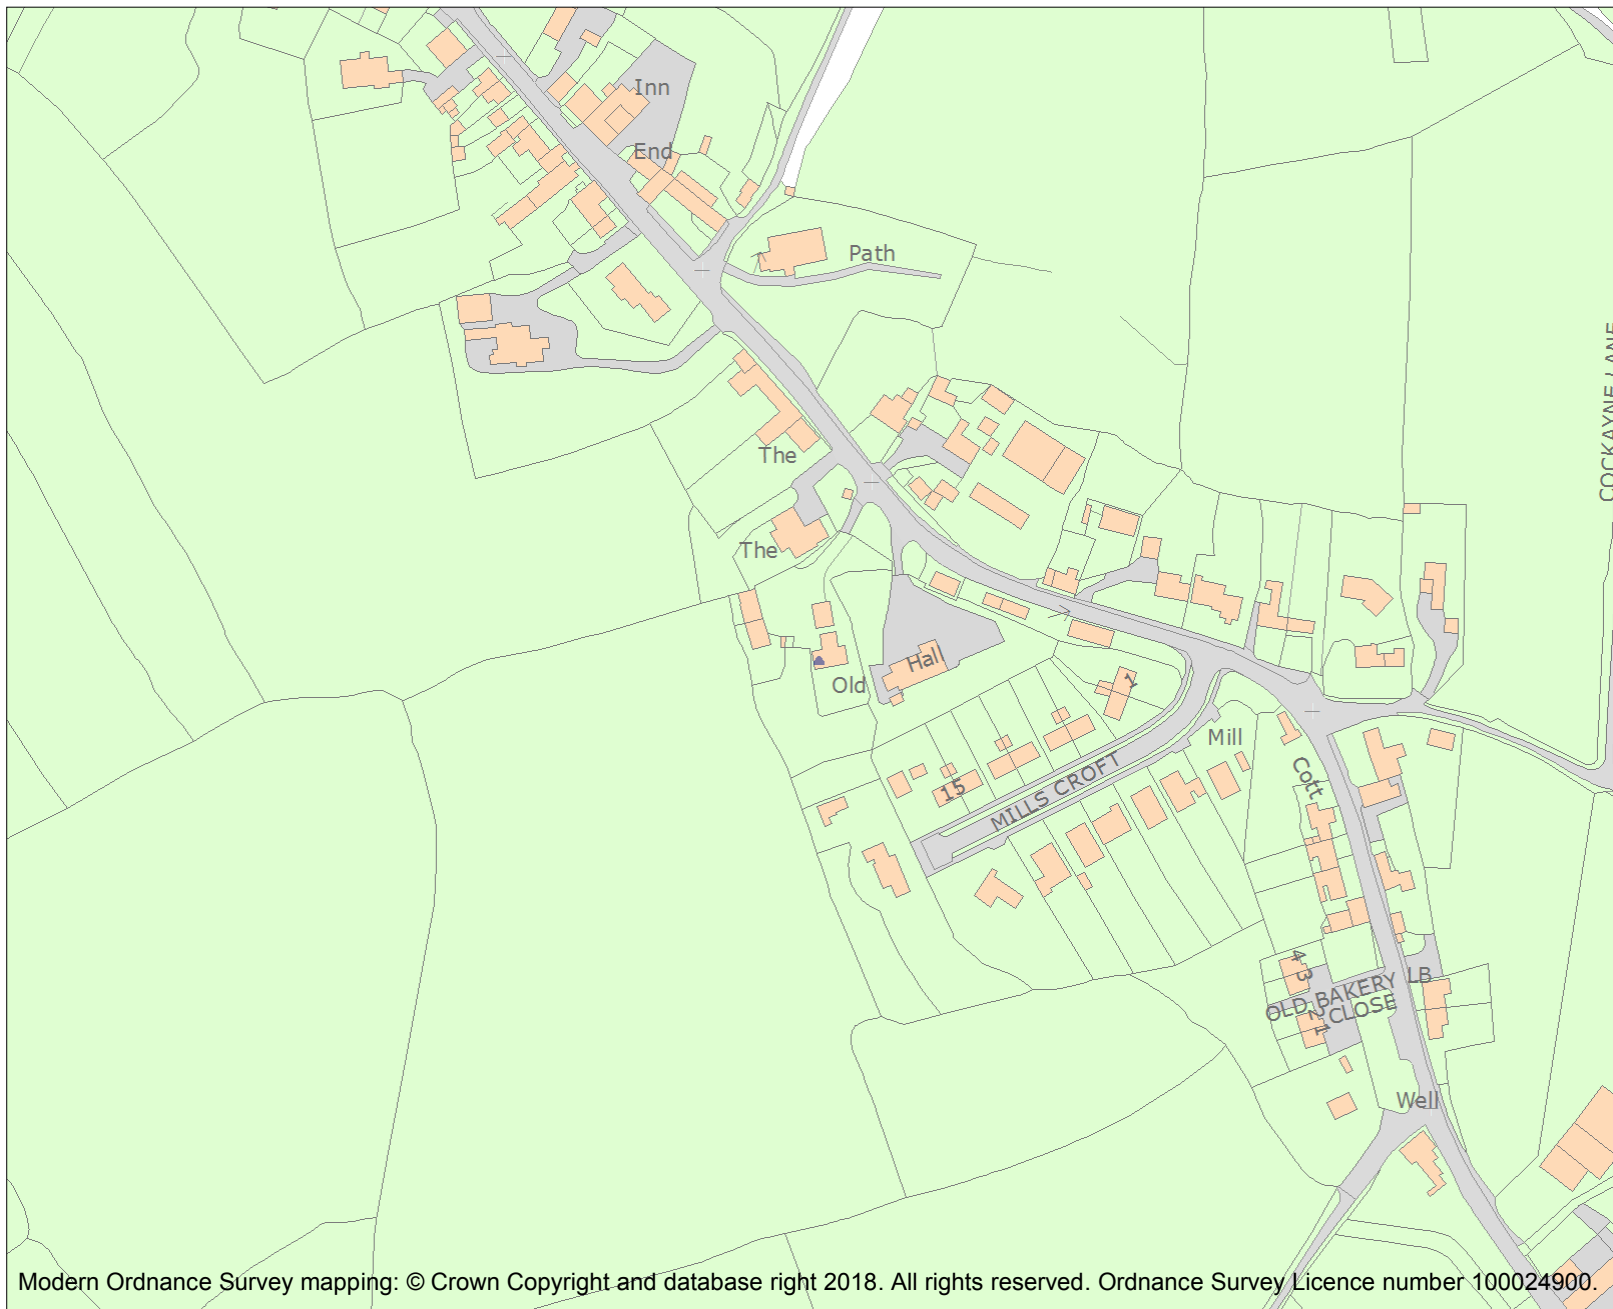 Inn
End
Path
COCKAYNE LANE
The
The
Hall
Old
1
Mill
15
MILLS CROFT
Cott
4
3
OLD BAKERY
CLOSE
LB
2
1
Well
Modern Ordnance Survey mapping: © Crown Copyright and database right 2018. All rights reserved. Ordnance Survey Licence number 100024900.